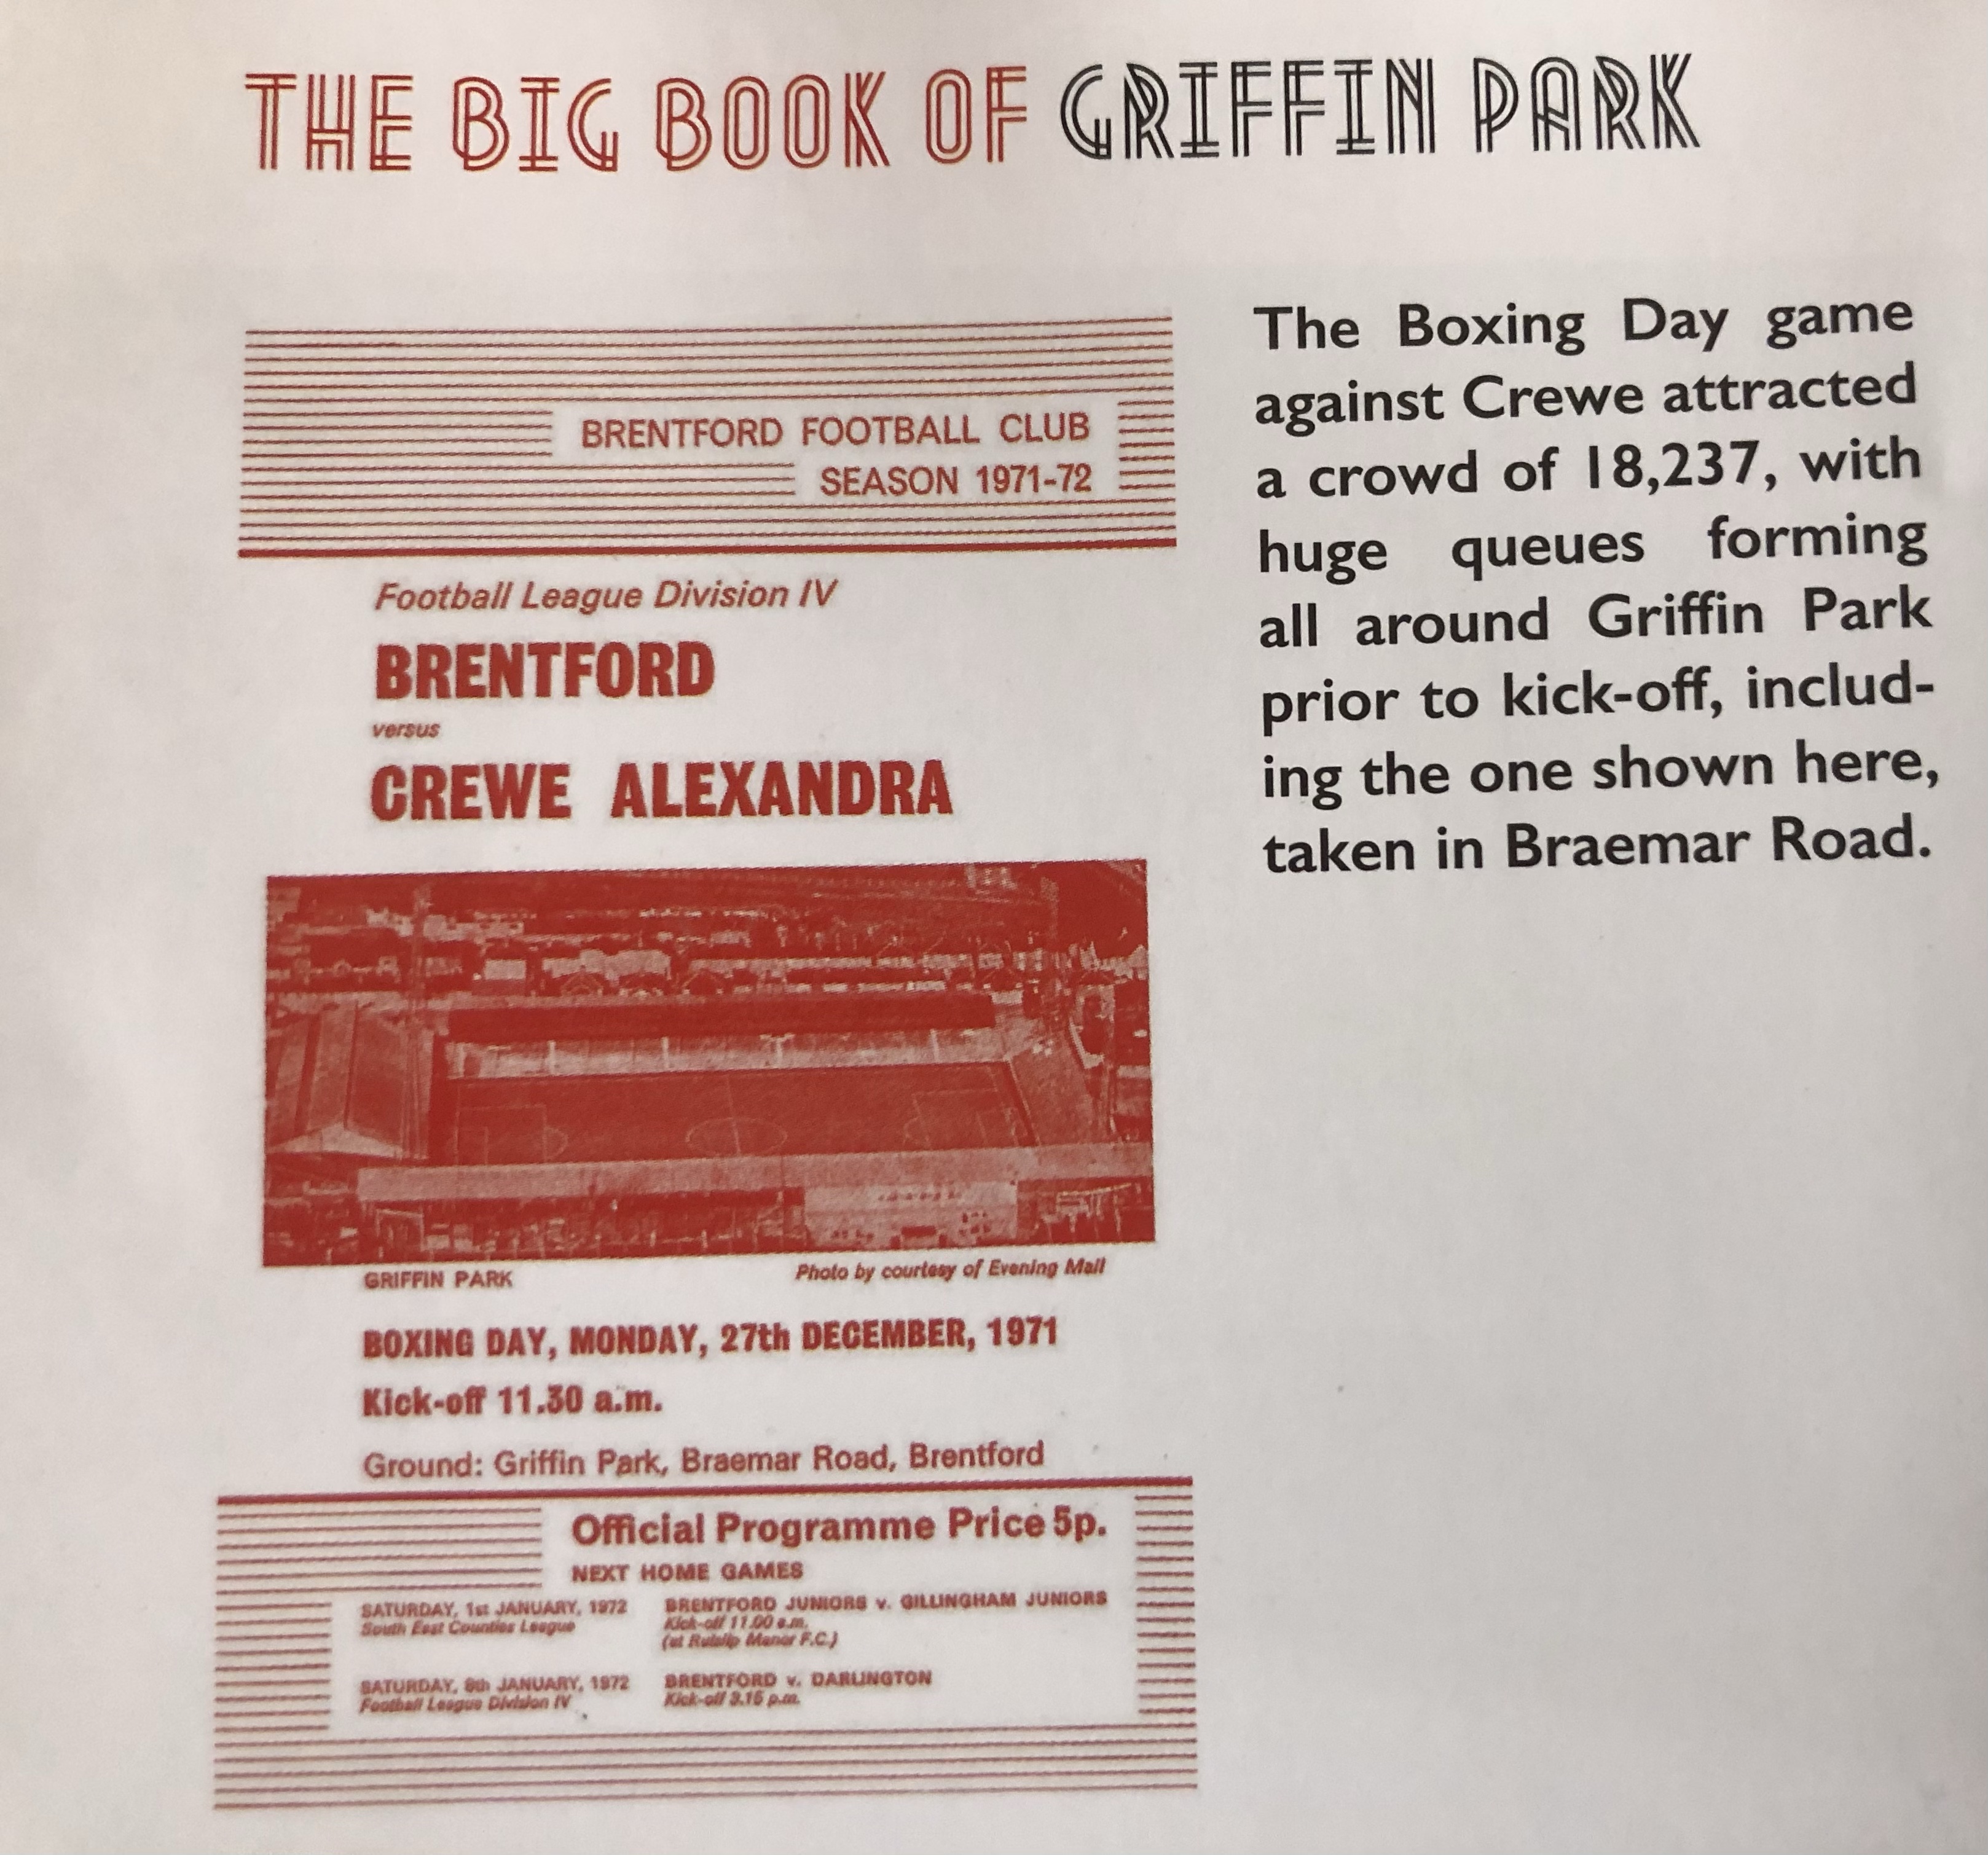 THE BIG BOOK OF GRIFFIN PARK
BRENTFORD FOOTBALL CLUB
SEASON 1971-72
Football League Division IV
BRENTFORD
versus
CREWE ALEXANDRA
GRIFFIN PARK
Photo by courtesy of Evening Mail
BOXING DAY, MONDAY, 27th DECEMBER, 1971
Kick-off 11.30 a.m.
Ground: Griffin Park, Braemar Road, Brentford
Official Programme Price 5p.
NEXT HOME GAMES
SATURDAY, 1st JANUARY, 1972
South East Counties League
BRENTFORD JUNIORS v. GILLINGHAM JUNIORS
Kick-off 11.00 a.m.
(at Ruislip Manor F.C.)
SATURDAY, 8th JANUARY, 1972
Football League Division IV
BRENTFORD v. DARLINGTON
Kick-off 3.15 p.m.
The Boxing Day game
against Crewe attracted
a crowd of 18,237, with
huge queues forming
all around Griffin Park
prior to kick-off, includ-
ing the one shown here,
taken in Braemar Road.